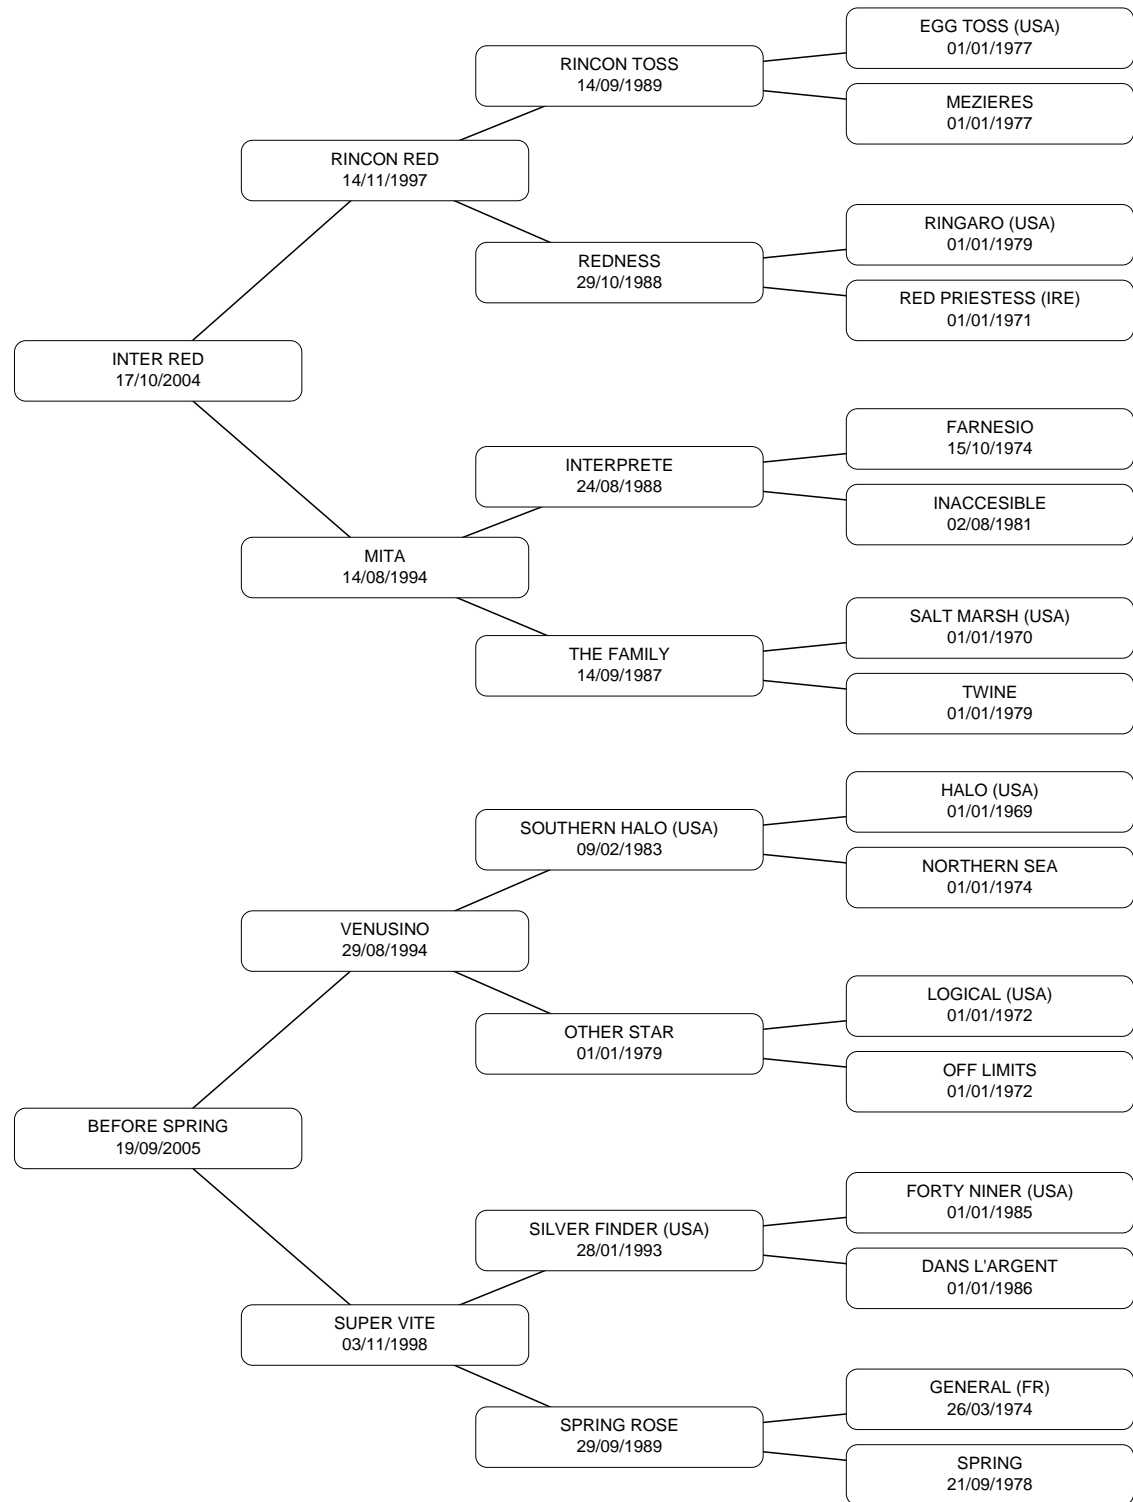 EGG TOSS (USA)
01/01/1977
RINCON TOSS
14/09/1989
MEZIERES
01/01/1977
RINCON RED
14/11/1997
RINGARO (USA)
01/01/1979
REDNESS
29/10/1988
RED PRIESTESS (IRE)
01/01/1971
INTER RED
17/10/2004
FARNESIO
15/10/1974
INTERPRETE
24/08/1988
INACCESIBLE
02/08/1981
MITA
14/08/1994
SALT MARSH (USA)
01/01/1970
THE FAMILY
14/09/1987
TWINE
01/01/1979
HALO (USA)
01/01/1969
SOUTHERN HALO (USA)
09/02/1983
NORTHERN SEA
01/01/1974
VENUSINO
29/08/1994
LOGICAL (USA)
01/01/1972
OTHER STAR
01/01/1979
OFF LIMITS
01/01/1972
BEFORE SPRING
19/09/2005
FORTY NINER (USA)
01/01/1985
SILVER FINDER (USA)
28/01/1993
DANS L'ARGENT
01/01/1986
SUPER VITE
03/11/1998
GENERAL (FR)
26/03/1974
SPRING ROSE
29/09/1989
SPRING
21/09/1978